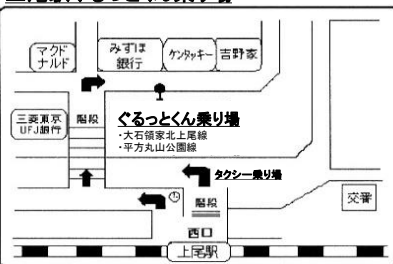 マクド
ナルド
みずほ
銀行
ケンタッキー
吉野家
三菱東京
UFJ銀行
階段
ぐるっとくん乗り場
・大石領家北上尾線
・平方丸山公園線
タクシー乗り場
階段
交番
西口
上尾駅